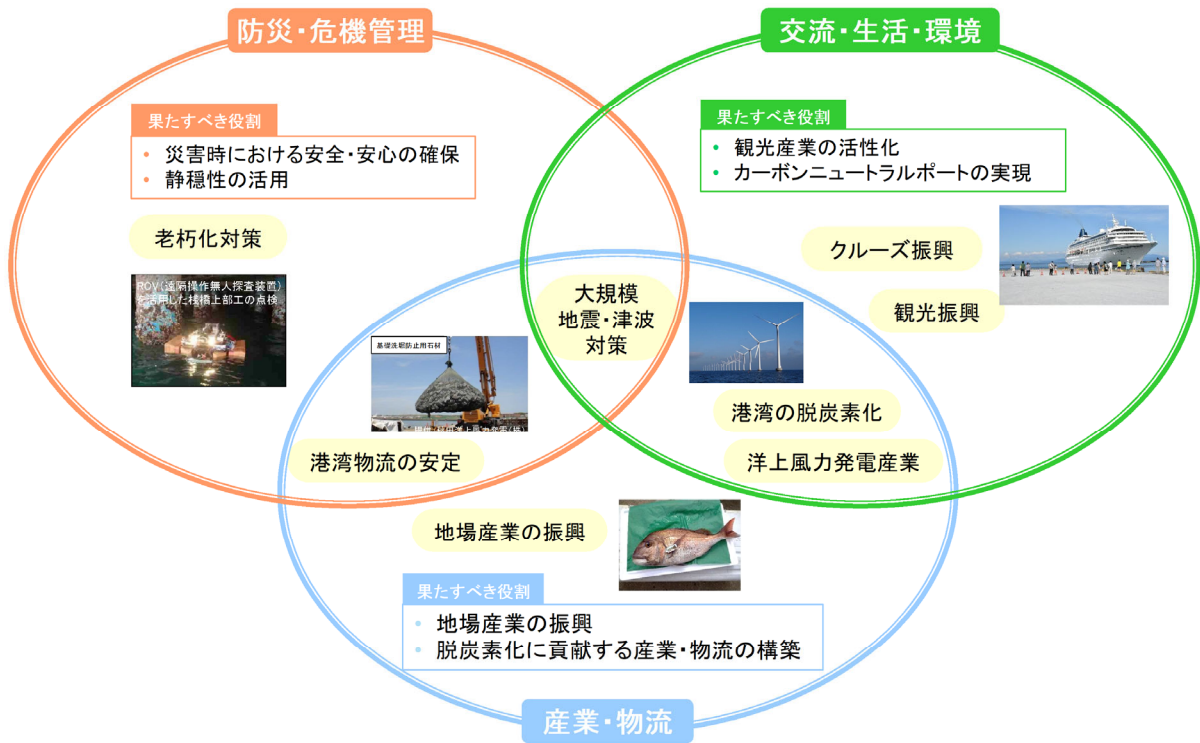 防災・危機管理
交流・生活・環境
果たすべき役割
• 災害時における安全・安心の確保
• 静穏性の活用
果たすべき役割
• 観光産業の活性化
• カーボンニュートラルポートの実現
老朽化対策
ROV(遠隔操作無人探査装置)
を活用した桟橋上部工の点検
クルーズ振興
観光振興
大規模
地震・津波
対策
基礎洗堀防止用石材
港湾の脱炭素化
港湾物流の安定
洋上風力発電産業
地場産業の振興
果たすべき役割
• 地場産業の振興
• 脱炭素化に貢献する産業・物流の構築
産業・物流